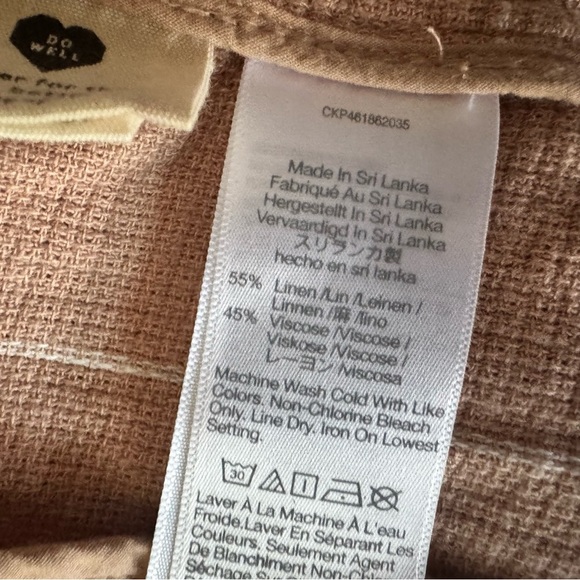 DO
WELL
CKP461862035
Made In Sri Lanka
Fabriqué Au Sri Lanka
Hergestellt In Sri Lanka
Vervaardigd In Sri Lanka
スリランカ製
hecho en sri lanka
55% Linen /Lin /Leinen /
Linnen /麻 /lino
45% Viscose /Viscose /
Viskose /Viscose /
レーヨン /Viscosa
Machine Wash Cold With Like
Colors. Non-Chlorine Bleach
Only. Line Dry. Iron On Lowest
Setting.
30
Laver À La Machine À L'eau
Froide.Laver En Séparant Les
Couleurs. Seulement Agent
De Blanchiment Non-